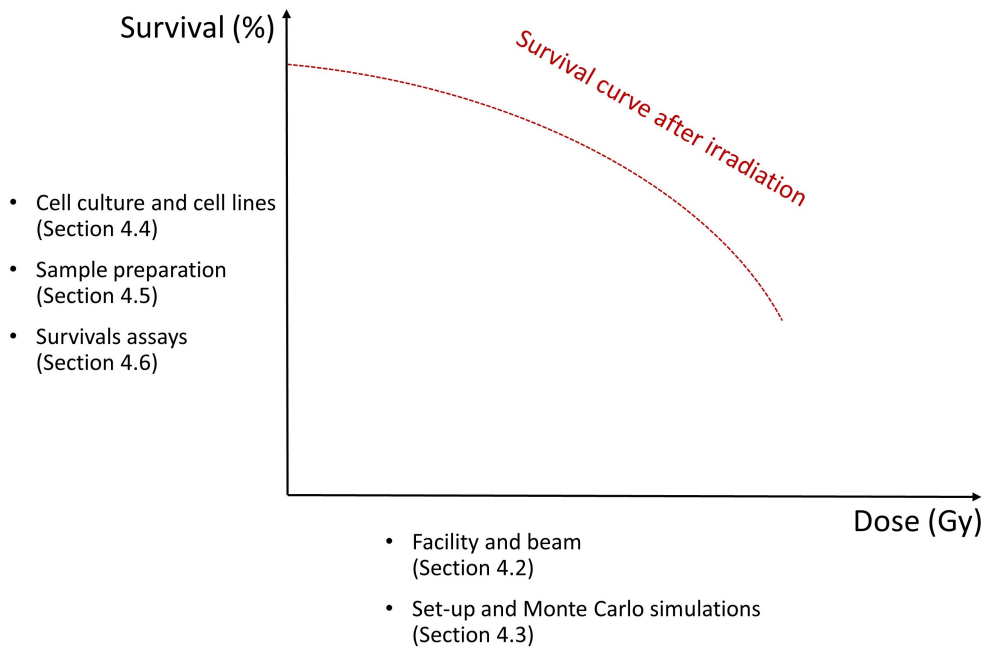 Survival (%)
Survival curve after irradiation
• Cell culture and cell lines
(Section 4.4)
• Sample preparation
(Section 4.5)
• Survivals assays
(Section 4.6)
Dose (Gy)
• Facility and beam
(Section 4.2)
• Set-up and Monte Carlo simulations
(Section 4.3)